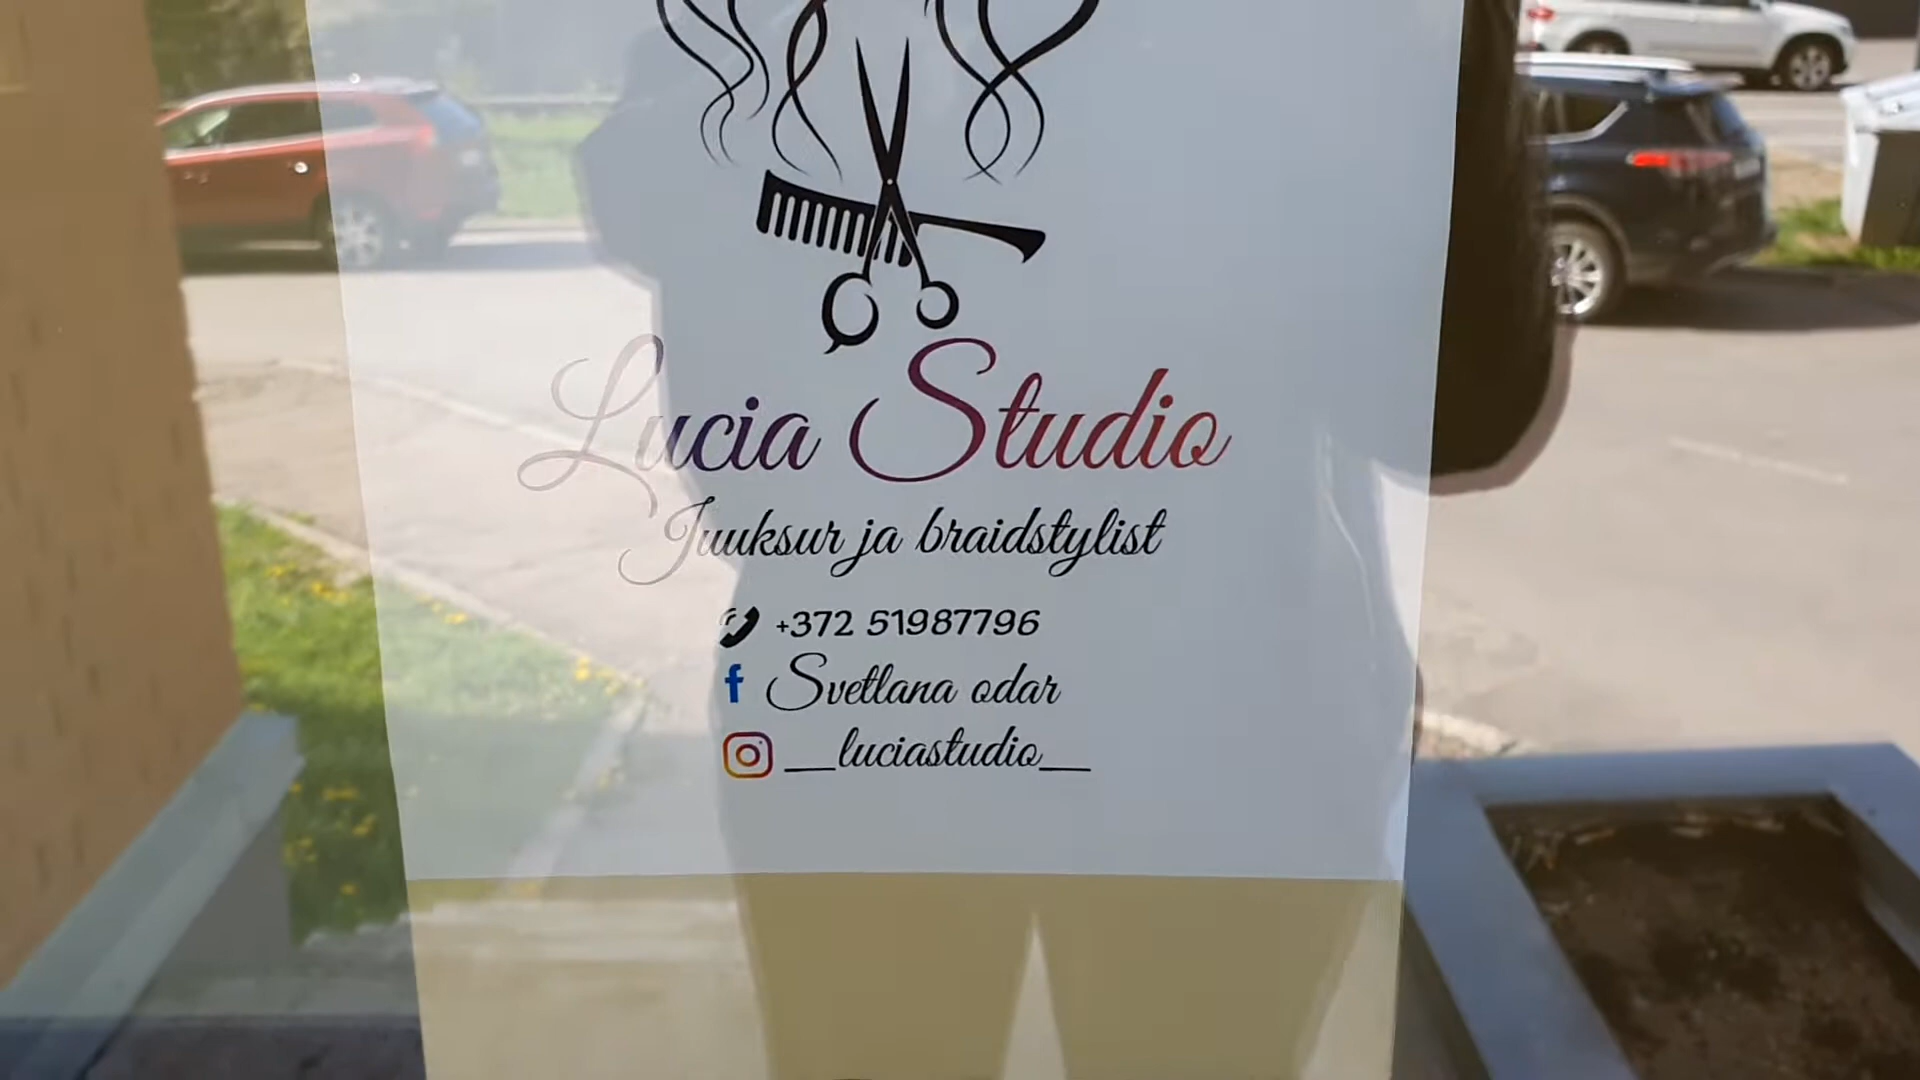 Lucia Studio
Juuksur ja braidstylist
+372 51987796
Svetlana odar
__luciastudio__